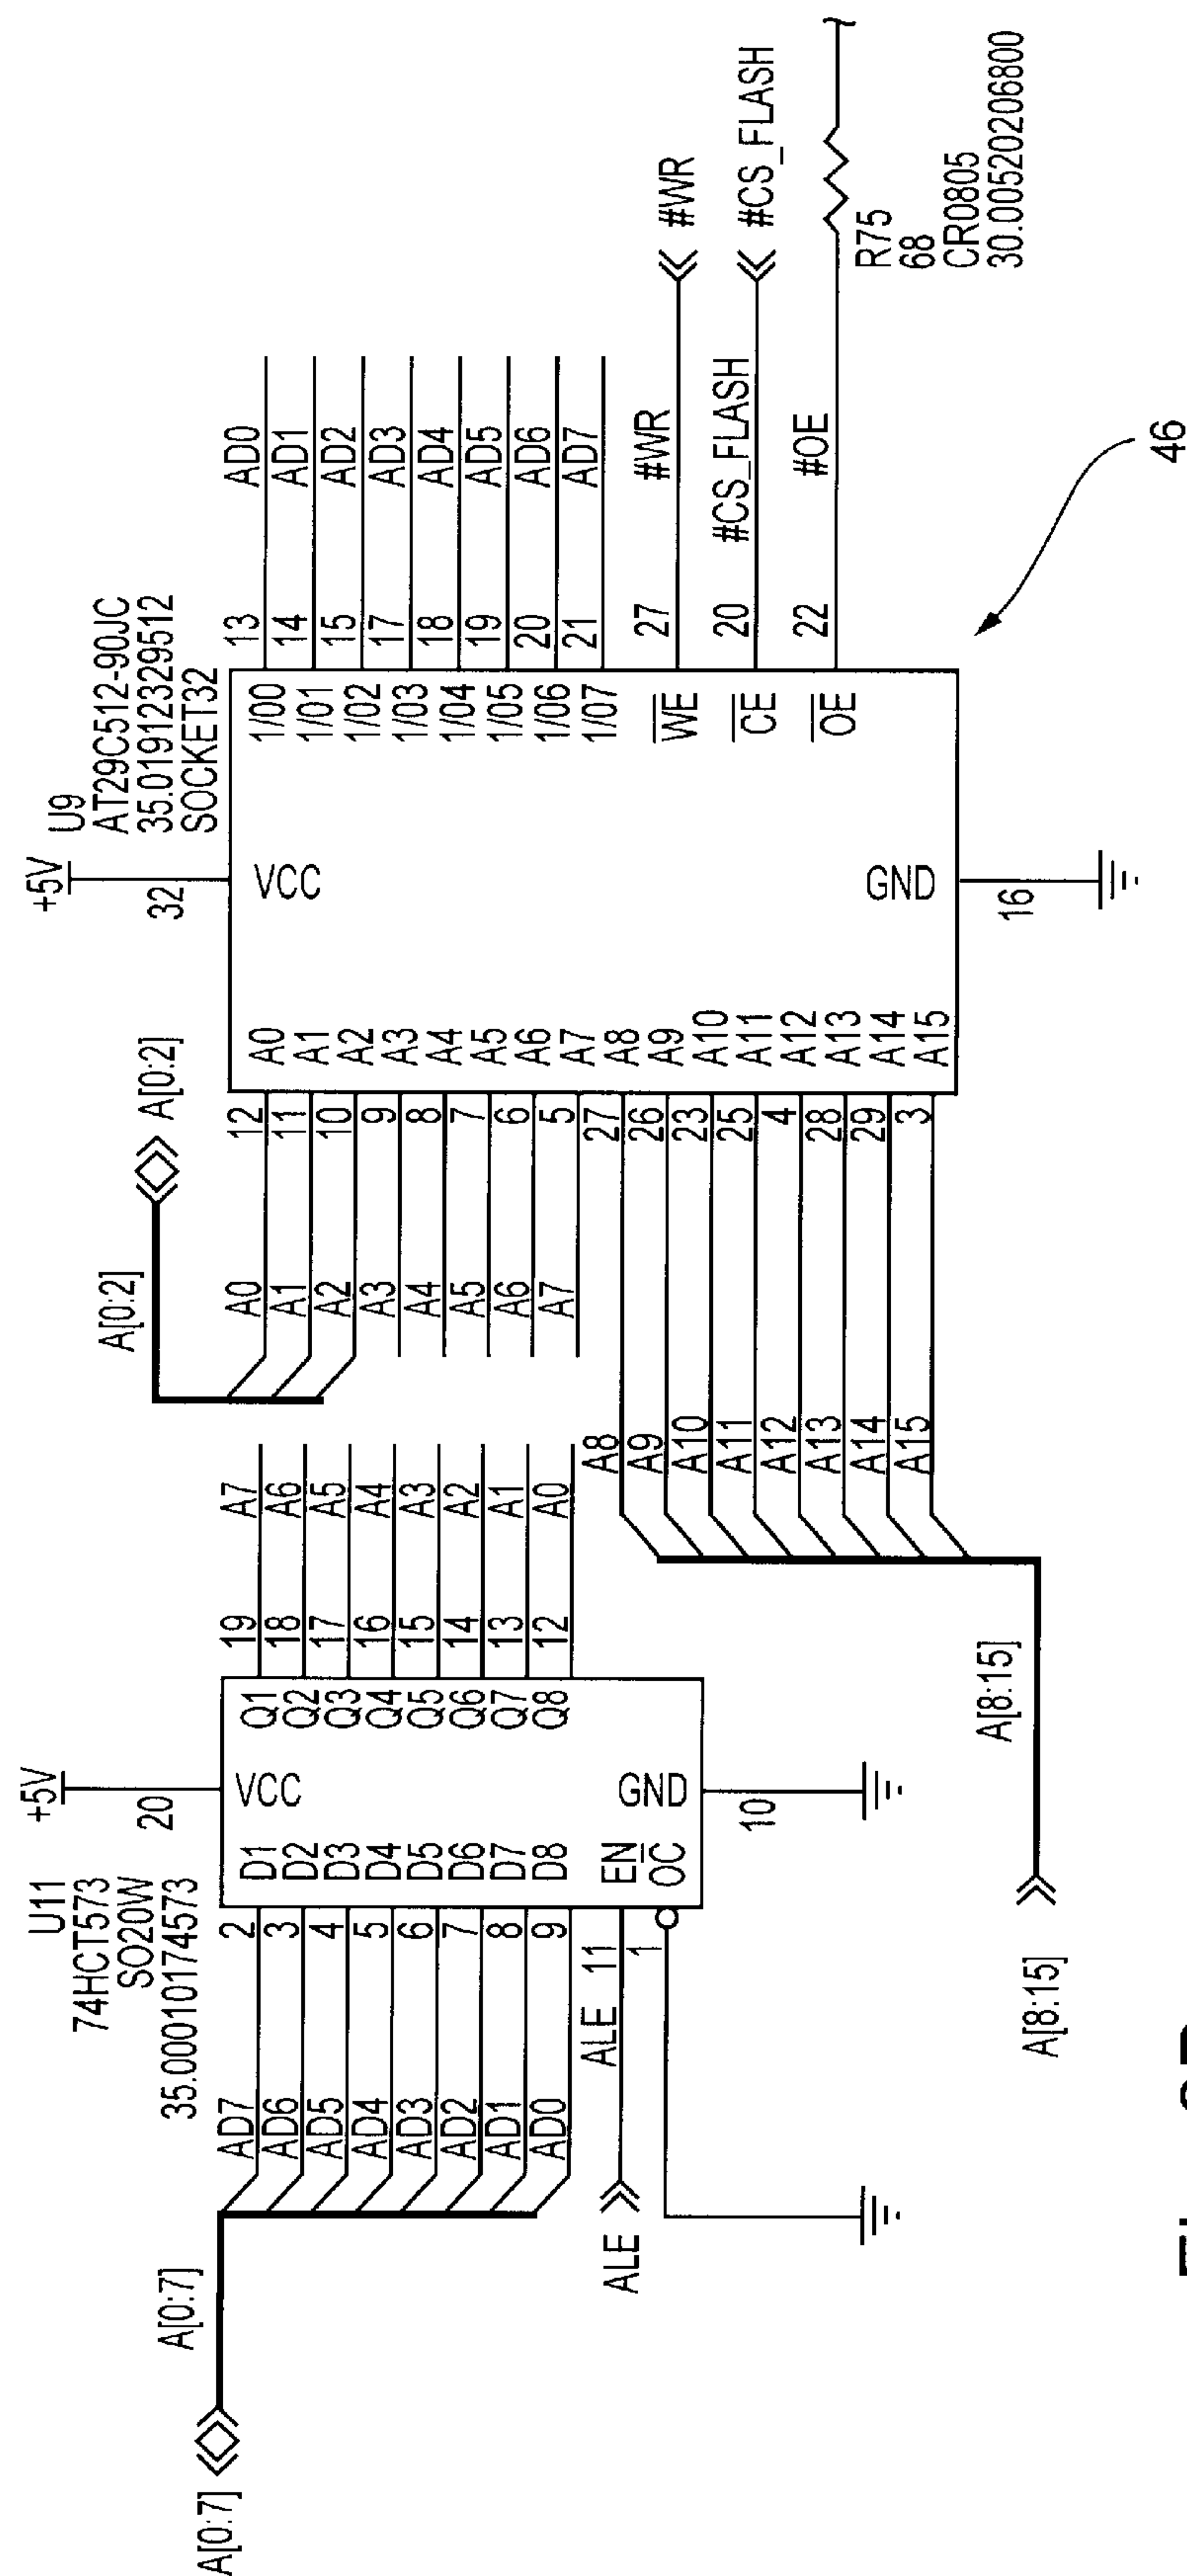 A[0:7]
A[0:7]
U11
74HCT573
SO20W
35.00010174573
+5V
20
VCC
GND
10
AD7 2 D1
AD6 3 D2
AD5 4 D3
AD4 5 D4
AD3 6 D5
AD2 7 D6
AD1 8 D7
AD0 9 D8
ALE ALE 11 EN
1 OC
Q1 19 A7
Q2 18 A6
Q3 17 A5
Q4 16 A4
Q5 15 A3
Q6 14 A2
Q7 13 A1
Q8 12 A0
A[0:2]
A[0:2]
+5V
32
U9
AT29C512-90JC
35.01912329512
SOCKET32
VCC
GND
16
A0 12 A0
A1 11 A1
A2 10 A2
A3 9 A3
A4 8 A4
A5 7 A5
A6 6 A6
A7 5 A7
A8 27 A8
A9 26 A9
A10 23 A10
A11 25 A11
A12 4 A12
A13 28 A13
A14 29 A14
A15 3 A15
A[8:15]
A[8:15]
1/00 13 AD0
1/01 14 AD1
1/02 15 AD2
1/03 17 AD3
1/04 18 AD4
1/05 19 AD5
1/06 20 AD6
1/07 21 AD7
WE 27 #WR #WR
CE 20 #CS_FLASH #CS_FLASH
OE 22 #OE
R75
68
CR0805
30.00520206800
46